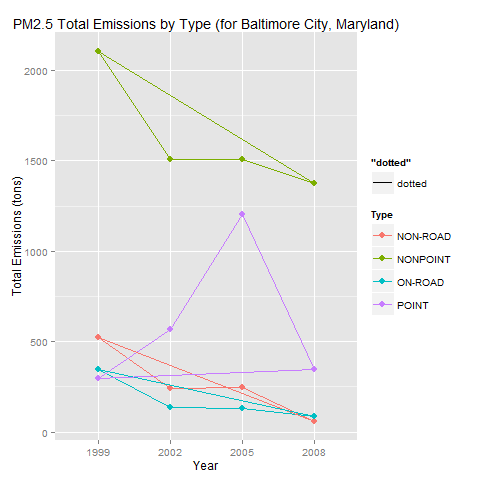 PM2.5 Total Emissions by Type (for Baltimore City, Maryland)
2000
1500
1000
500
0
Total Emissions (tons)
1999 2002 2005 2008
Year
"dotted"
dotted
Type
NON-ROAD
NONPOINT
ON-ROAD
POINT